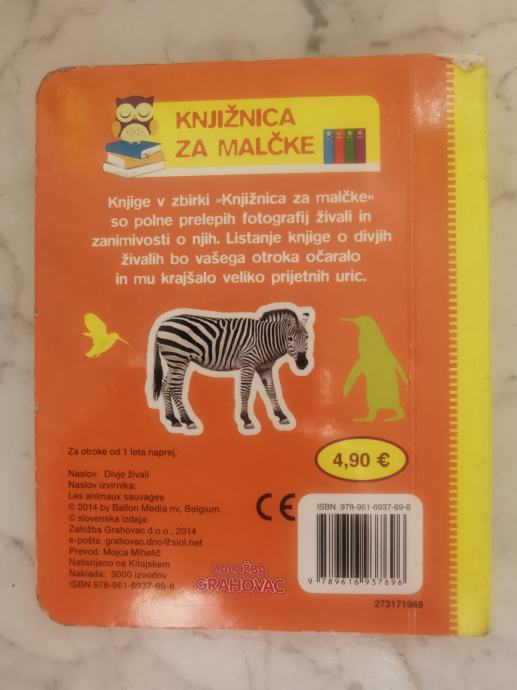 KNJIŽNICA
ZA MALČKE
Knjige v zbirki »Knjižnica za malčke«
so polne prelepih fotografij živali in
zanimivosti o njih. Listanje knjige o divjih
živalih bo vašega otroka očaralo
in mu krajšalo veliko prijetnih uric.
Za otroke od 1 leta naprej.
4,90 €
Naslov: Divje živali
Naslov izvirnika:
Les animaux sauvages
© 2014 by Ballon Media nv, Belgium.
© slovenska izdaja:
Založba Grahovac d.o.o., 2014
e-pošta: grahovac.dno@siol.net
Prevod: Mojca Mihelič
Natisnjeno na Kitajskem
Naklada: 3000 izvodov
ISBN 978-961-6937-69-6
ZALOŽBA
GRAHOVAC
CE
ISBN 978-961-6937-69-6
9 789616 937696
273171968